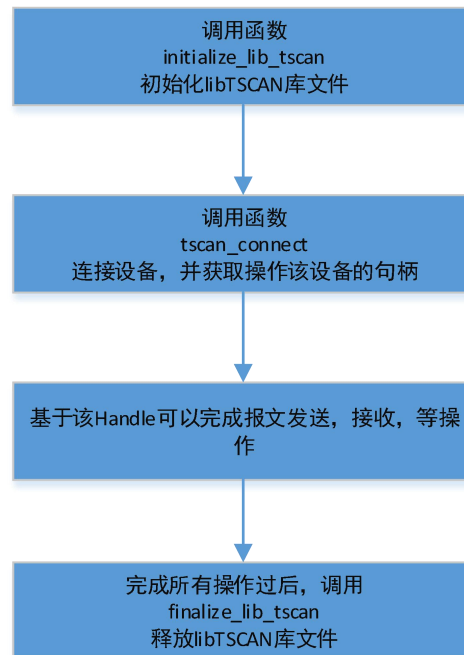 调用函数
initialize_lib_tscan
初始化libTSCAN库文件
调用函数
tscan_connect
连接设备，并获取操作该设备的句柄
基于该Handle可以完成报文发送，接收，等操
作
完成所有操作过后，调用
finalize_lib_tscan
释放libTSCAN库文件